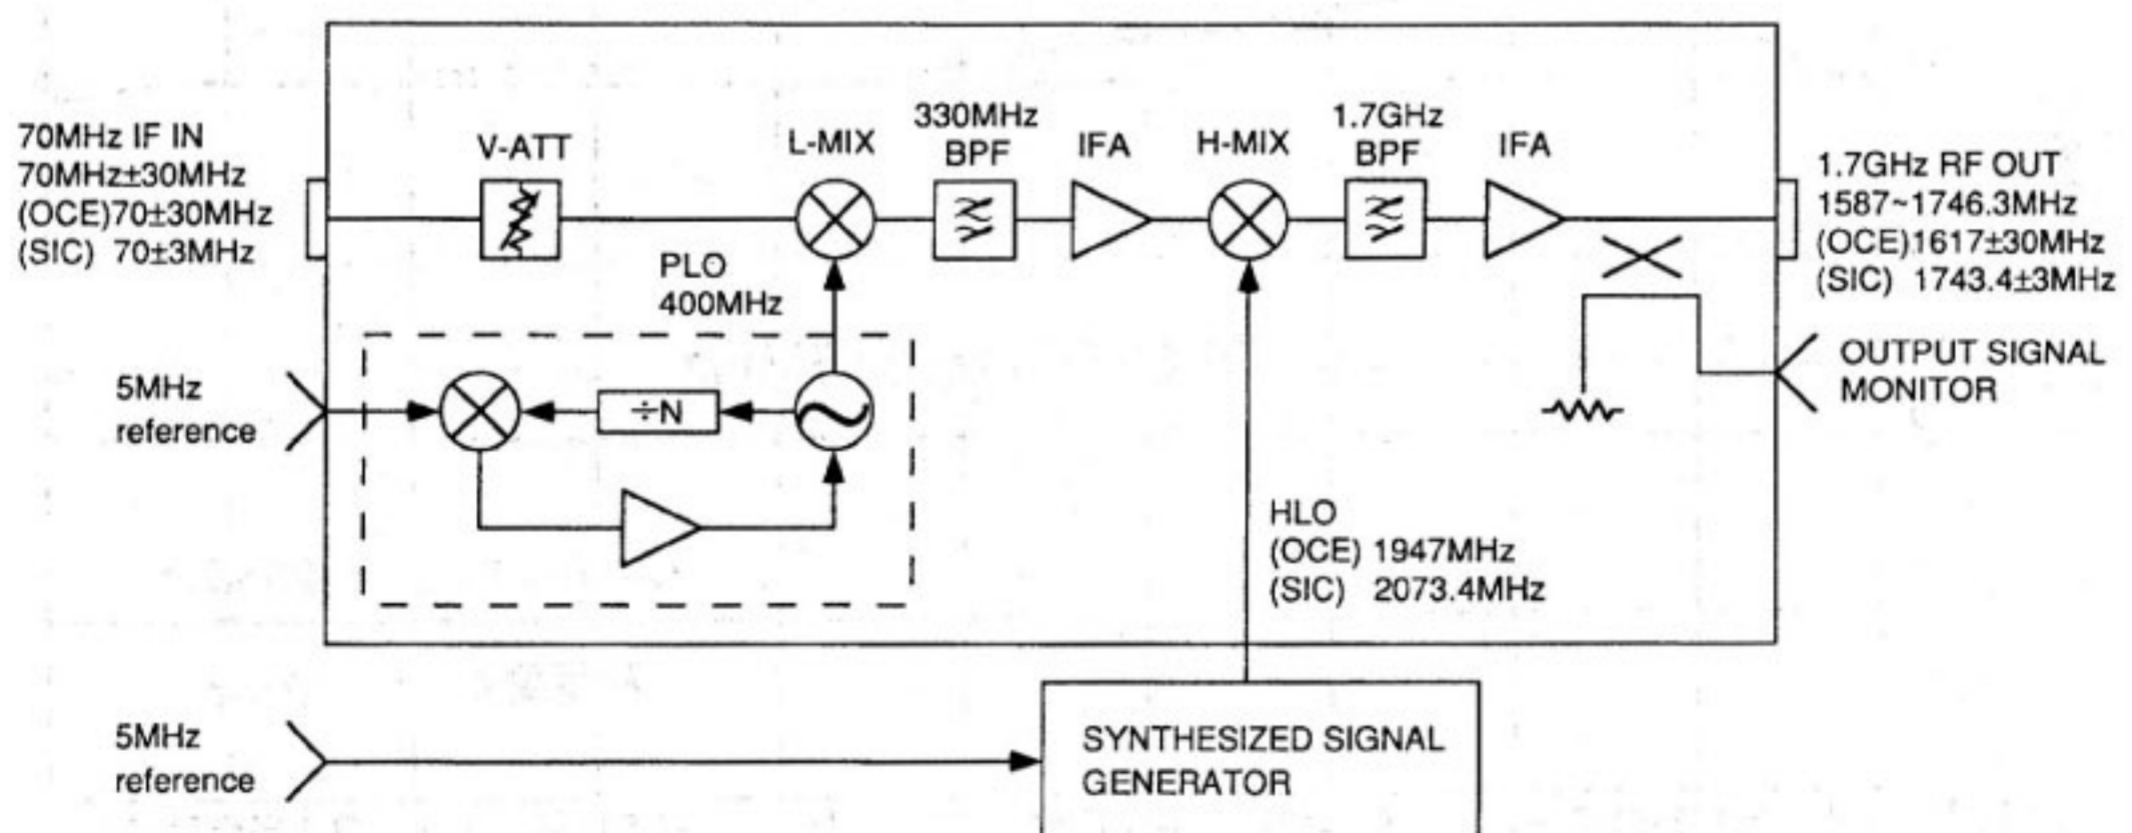 70MHz IF IN
70MHz±30MHz
(OCE)70±30MHz
(SIC) 70±3MHz
V-ATT
L-MIX
330MHz
BPF
IFA
H-MIX
1.7GHz
BPF
IFA
1.7GHz RF OUT
1587~1746.3MHz
(OCE)1617±30MHz
(SIC) 1743.4±3MHz
PLO
400MHz
5MHz
reference
÷N
OUTPUT SIGNAL
MONITOR
HLO
(OCE) 1947MHz
(SIC) 2073.4MHz
5MHz
reference
SYNTHESIZED SIGNAL
GENERATOR